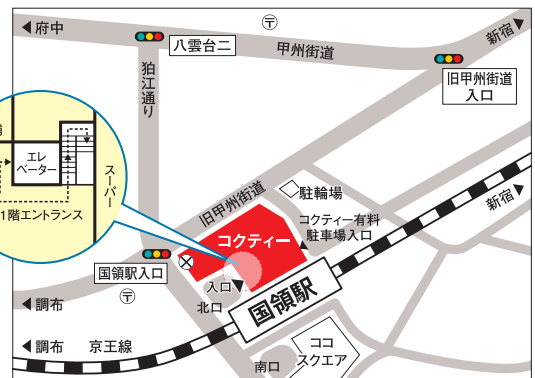 府中
〒
新宿
八雲台二
甲州街道
旧甲州街道
入口
狛江通り
エレ
ベーター
スーパー
1階エントランス
旧甲州街道
駐輪場
コクティー有料
駐車場入口
新宿
コクティー
国領駅入口
入口
〒
北口
国領駅
調布
調布
京王線
ココ
スクエア
南口